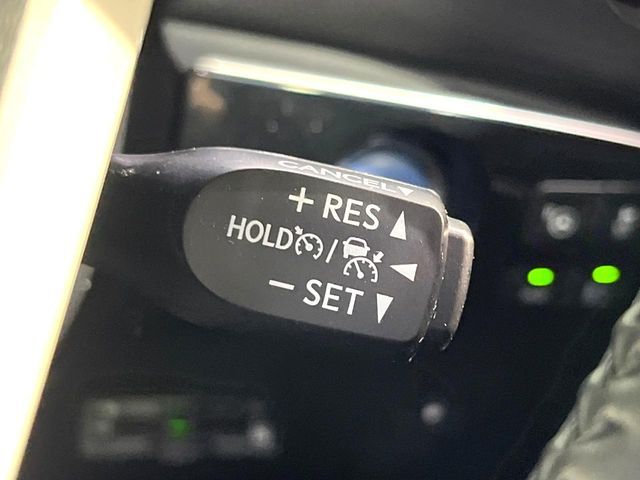 CANCEL▼
+ RES ▲
HOLD / ◀
− SET ▼